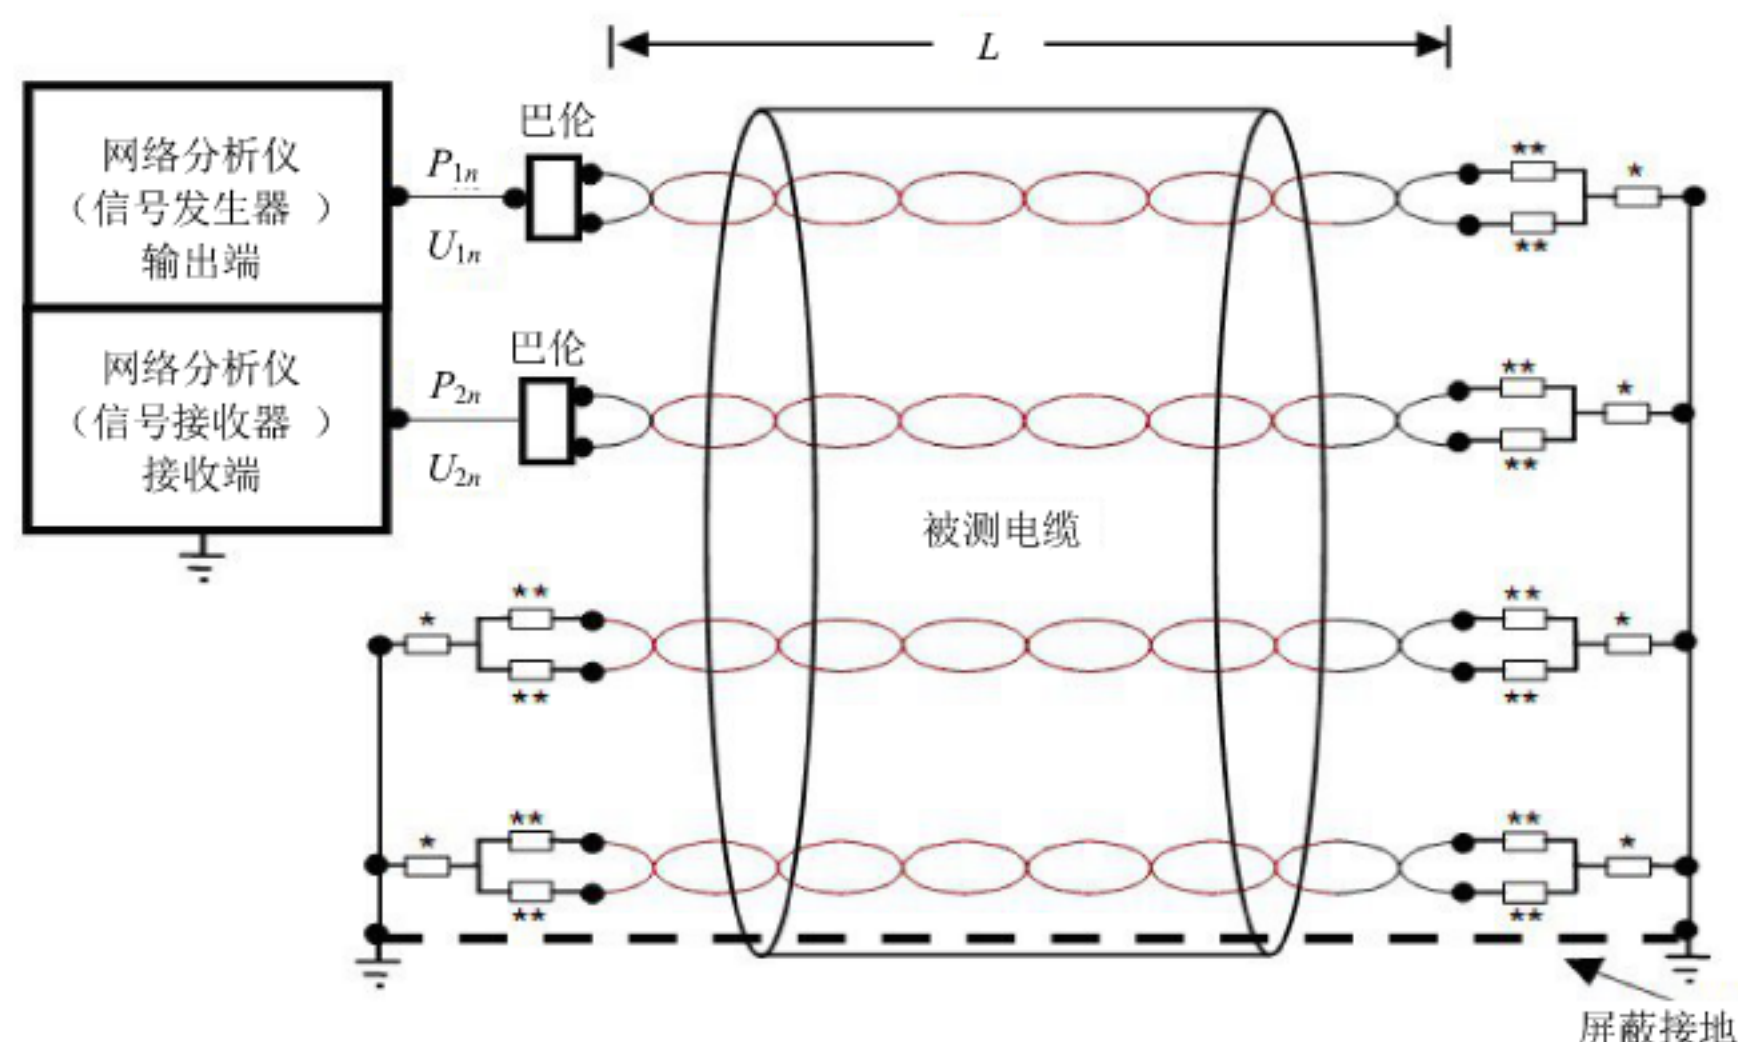 L
巴伦
网络分析仪
（信号发生器 ）
输出端
P1n
U1n
**
*
**
巴伦
网络分析仪
（信号接收器 ）
接收端
P2n
U2n
**
*
**
被测电缆
**
*
**
**
*
**
**
*
**
**
*
**
屏蔽接地